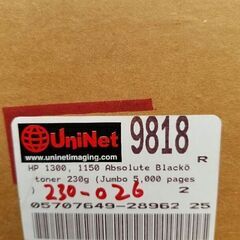 UniNet
www.uninetimaging.com
9818
R
HP 1300, 1150 Absolute Blackö
toner 230g (Jumbo 5,000 pages
) 230-026 2
05707649-28962 25